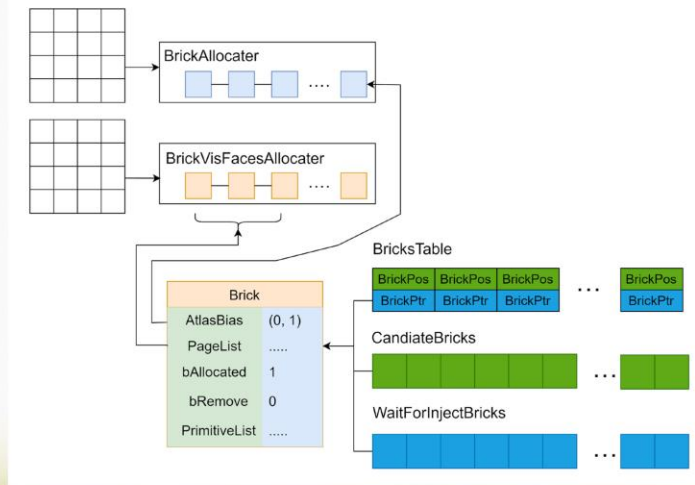 BrickAllocater
....
BrickVisFacesAllocater
....
BricksTable
BrickPos BrickPos BrickPos ... BrickPos
BrickPtr BrickPtr BrickPtr BrickPtr
Brick
AtlasBias (0, 1)
PageList .....
bAllocated 1
bRemove 0
PrimitiveList .....
CandiateBricks
...
WaitForInjectBricks
...